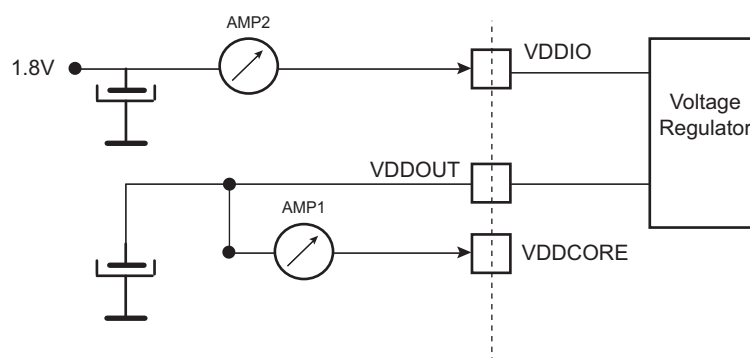 AMP2
1.8V
VDDIO
Voltage
Regulator
VDDOUT
AMP1
VDDCORE